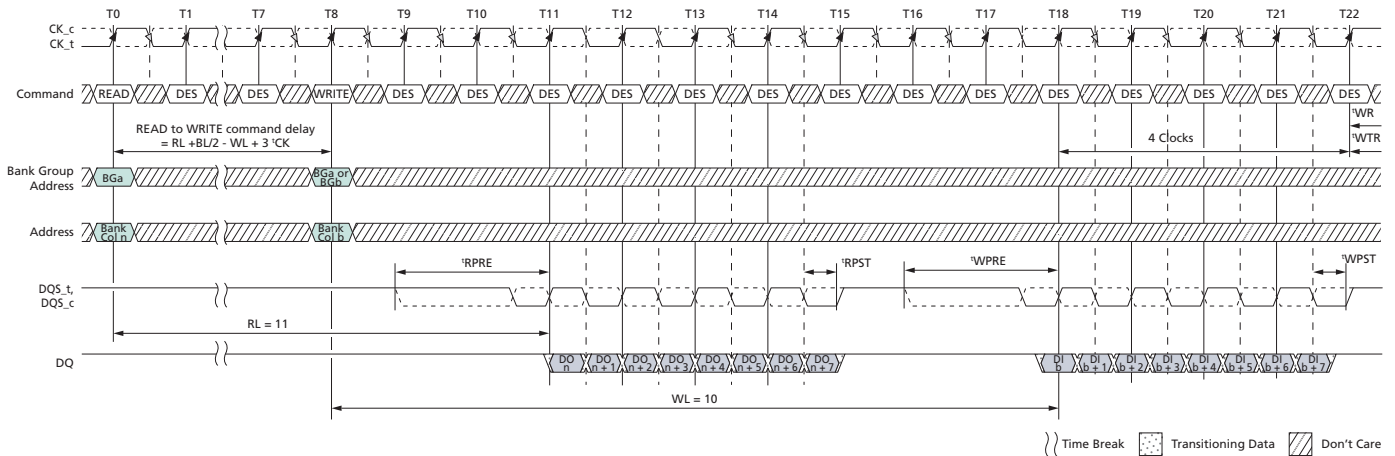 T0 T1 T7 T8 T9 T10 T11 T12 T13 T14 T15 T16 T17 T18 T19 T20 T21 T22
CK_c
CK_t
Command READ DES DES WRITE DES DES DES DES DES DES DES DES DES DES DES DES DES DES
READ to WRITE command delay
= RL +BL/2 - WL + 3 tCK
tWR
4 Clocks tWTR
Bank Group
Address
BGa
BGa or
BGb
Address
Bank
Col n
Bank
Col b
tRPRE tRPST tWPRE tWPST
DQS_t,
DQS_c
RL = 11
DQ
DO
n
DO
n + 1
DO
n + 2
DO
n + 3
DO
n + 4
DO
n + 5
DO
n + 6
DO
n + 7
DI
b
DI
b + 1
DI
b + 2
DI
b + 3
DI
b + 4
DI
b + 5
DI
b + 6
DI
b + 7
WL = 10
Time Break Transitioning Data Don't Care